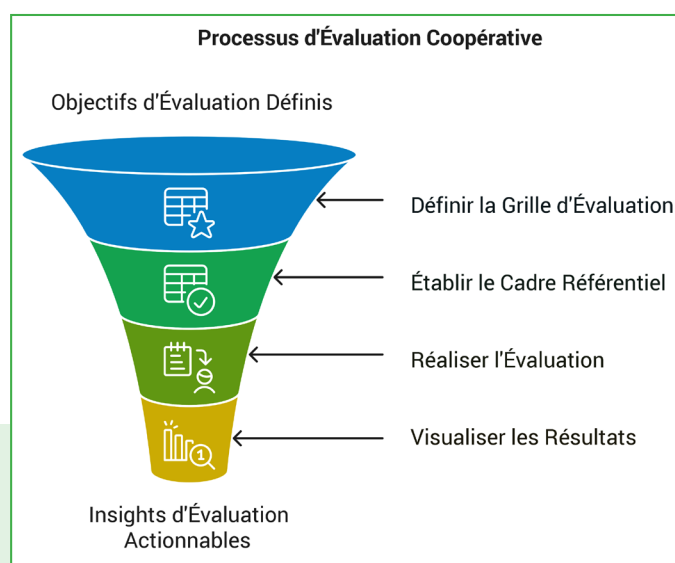 Processus d'Évaluation Coopérative
Objectifs d'Évaluation Définis
Définir la Grille d'Évaluation
Établir le Cadre Référentiel
Réaliser l'Évaluation
Visualiser les Résultats
1
Insights d'Évaluation
Actionnables